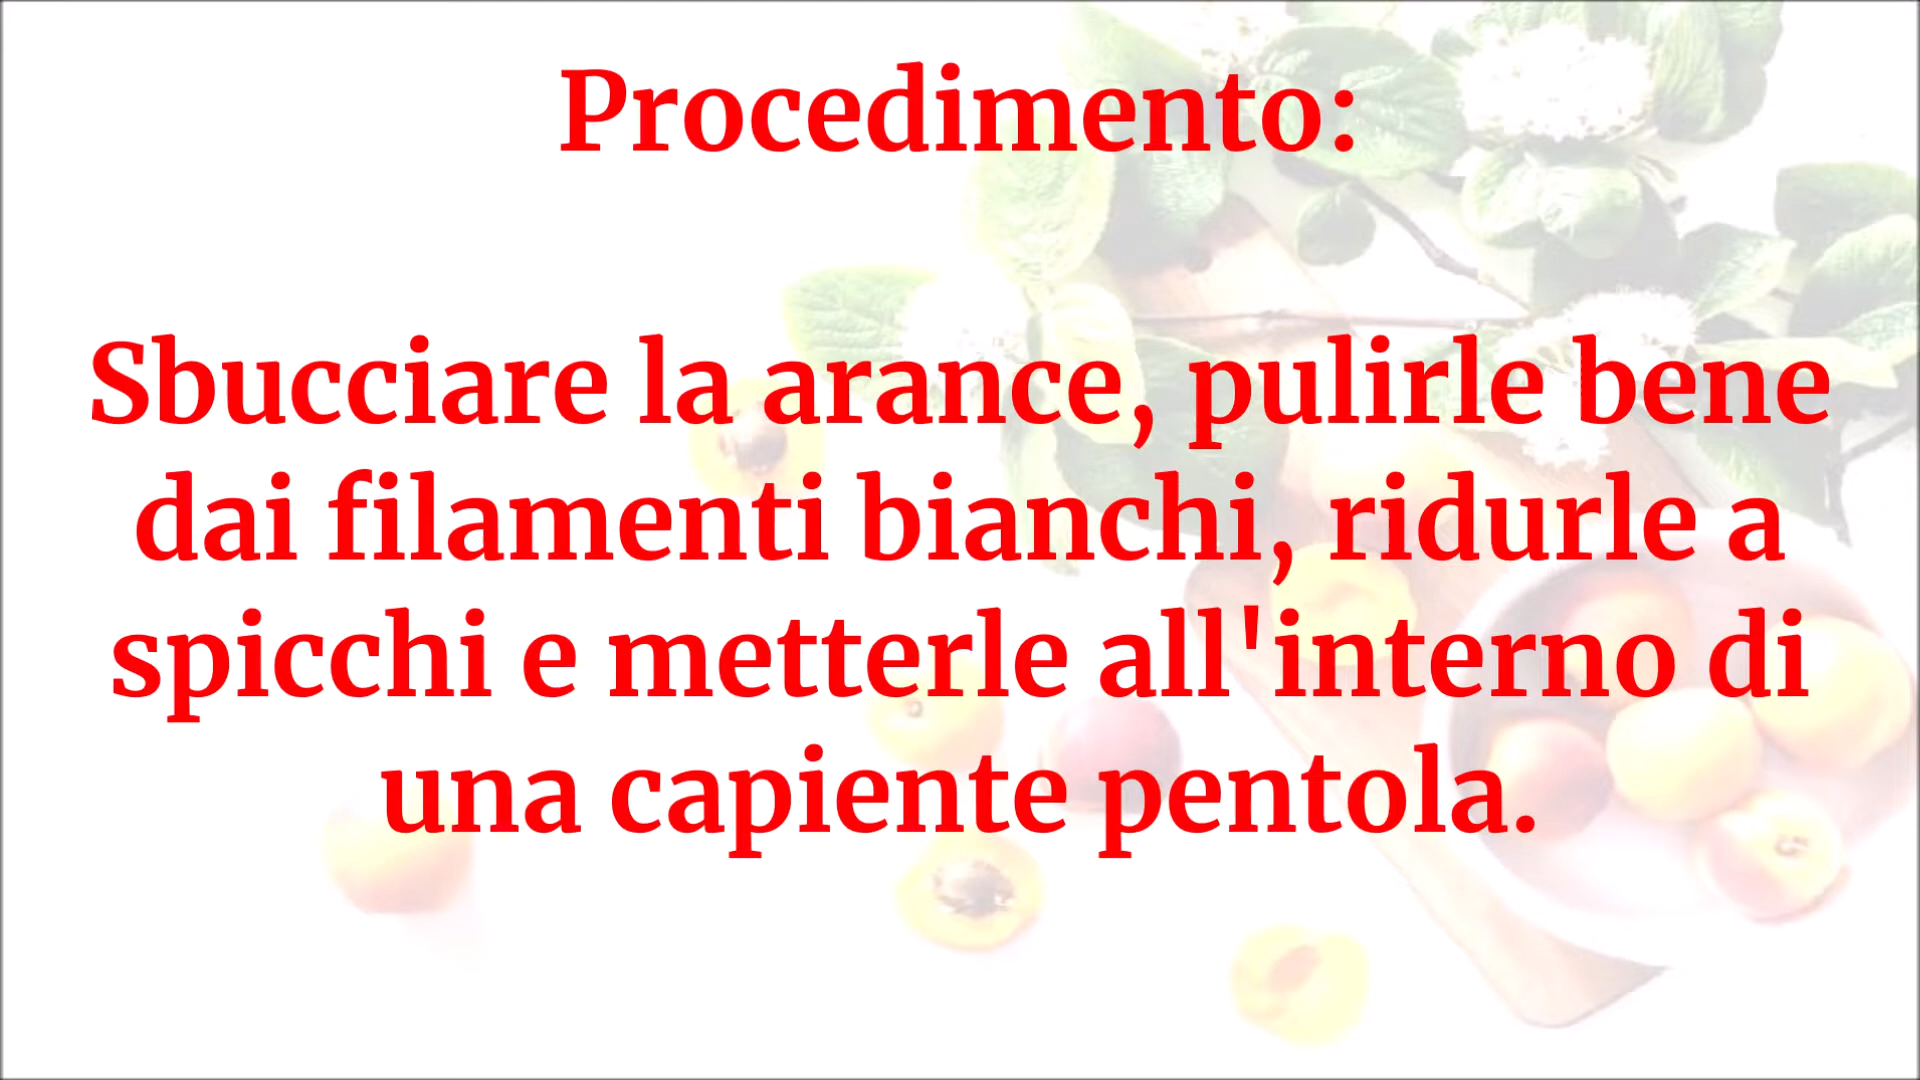 Procedimento:
Sbucciare la arance, pulirle bene
dai filamenti bianchi, ridurle a
spicchi e metterle all'interno di
una capiente pentola.